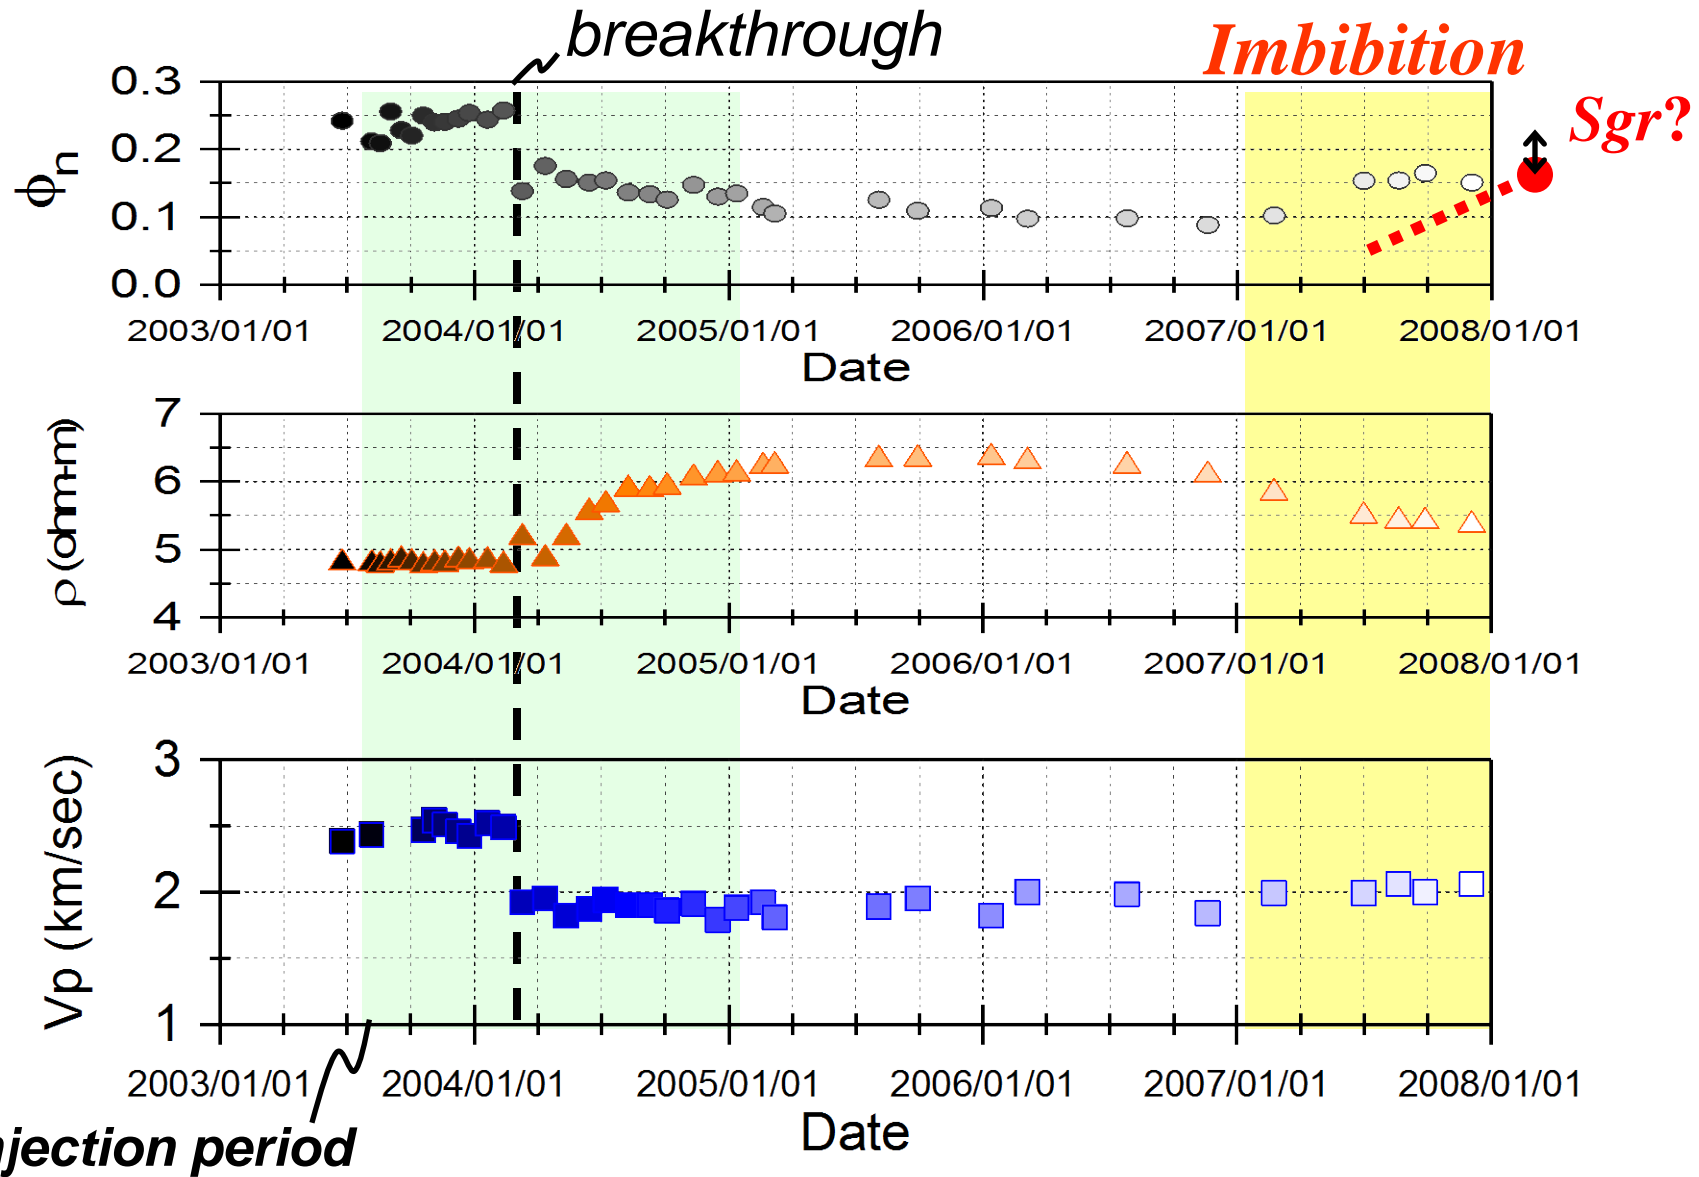 breakthrough
Imbibition
Sgr?
0.3
0.2
0.1
0.0
ϕn
2003/01/01 2004/01/01 2005/01/01 2006/01/01 2007/01/01 2008/01/01
Date
7
6
5
4
ρ (ohm-m)
2003/01/01 2004/01/01 2005/01/01 2006/01/01 2007/01/01 2008/01/01
Date
3
2
1
Vp (km/sec)
2003/01/01 2004/01/01 2005/01/01 2006/01/01 2007/01/01 2008/01/01
Date
njection period